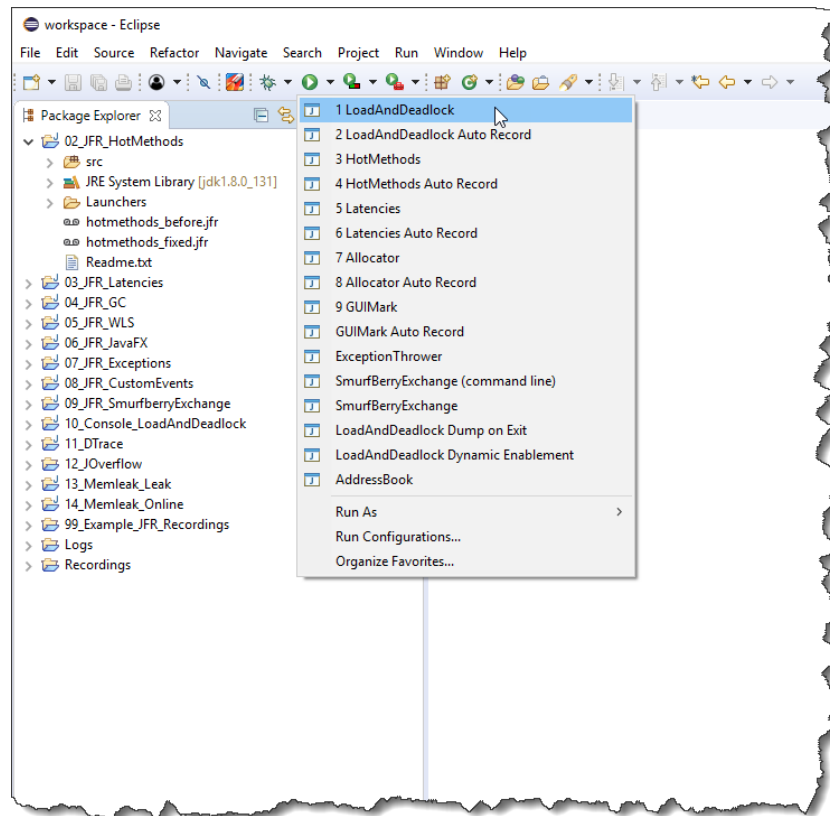 workspace - Eclipse
File Edit Source Refactor Navigate Search Project Run Window Help
Package Explorer
02_JFR_HotMethods
src
JRE System Library [jdk1.8.0_131]
Launchers
hotmethods_before.jfr
hotmethods_fixed.jfr
Readme.txt
03_JFR_Latencies
04_JFR_GC
05_JFR_WLS
06_JFR_JavaFX
07_JFR_Exceptions
08_JFR_CustomEvents
09_JFR_SmurfberryExchange
10_Console_LoadAndDeadlock
11_DTrace
12_JOverflow
13_Memleak_Leak
14_Memleak_Online
99_Example_JFR_Recordings
Logs
Recordings
1 LoadAndDeadlock
2 LoadAndDeadlock Auto Record
3 HotMethods
4 HotMethods Auto Record
5 Latencies
6 Latencies Auto Record
7 Allocator
8 Allocator Auto Record
9 GUIMark
GUIMark Auto Record
ExceptionThrower
SmurfBerryExchange (command line)
SmurfBerryExchange
LoadAndDeadlock Dump on Exit
LoadAndDeadlock Dynamic Enablement
AddressBook
Run As
Run Configurations...
Organize Favorites...